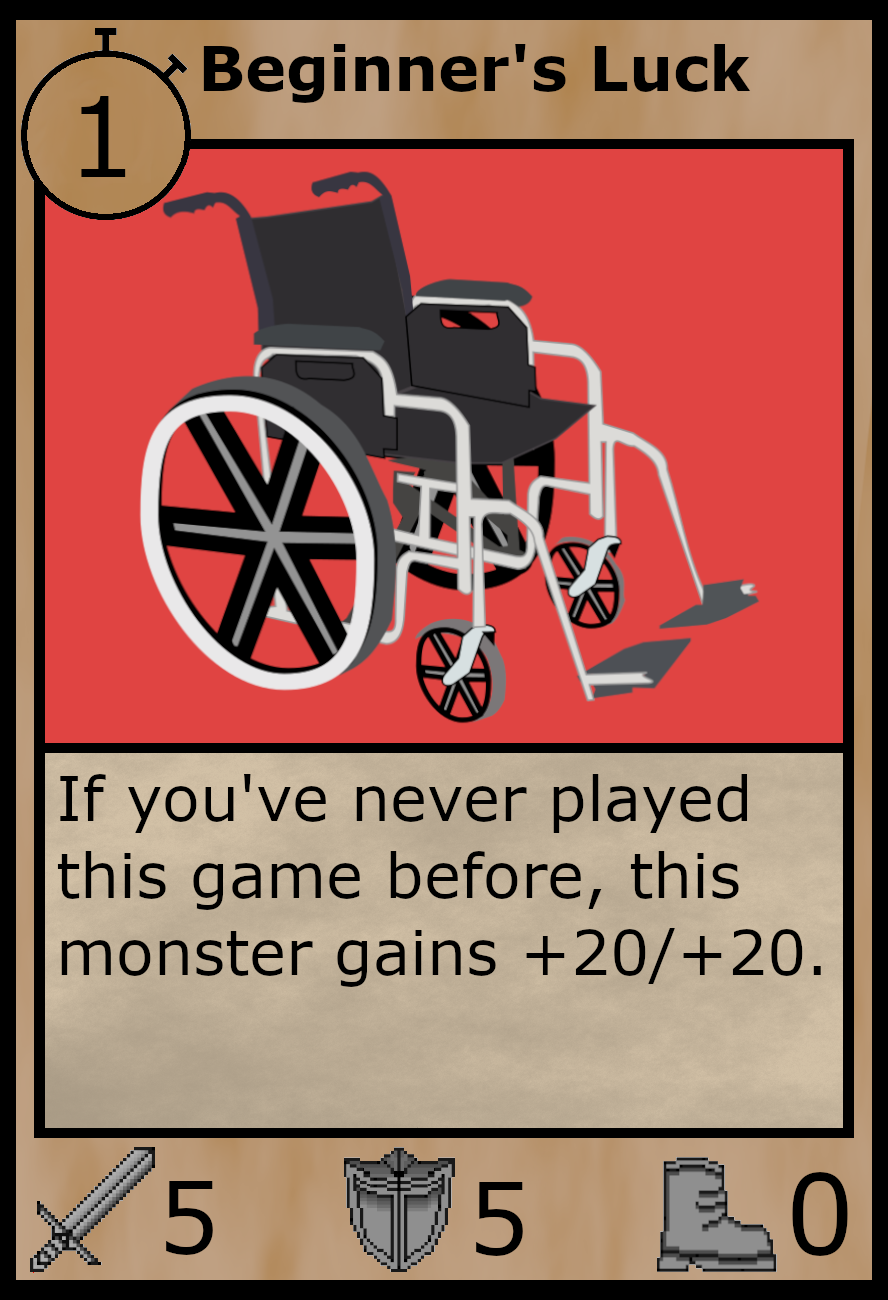 Beginner's Luck
1
If you've never played
this game before, this
monster gains +20/+20.
5 5 0